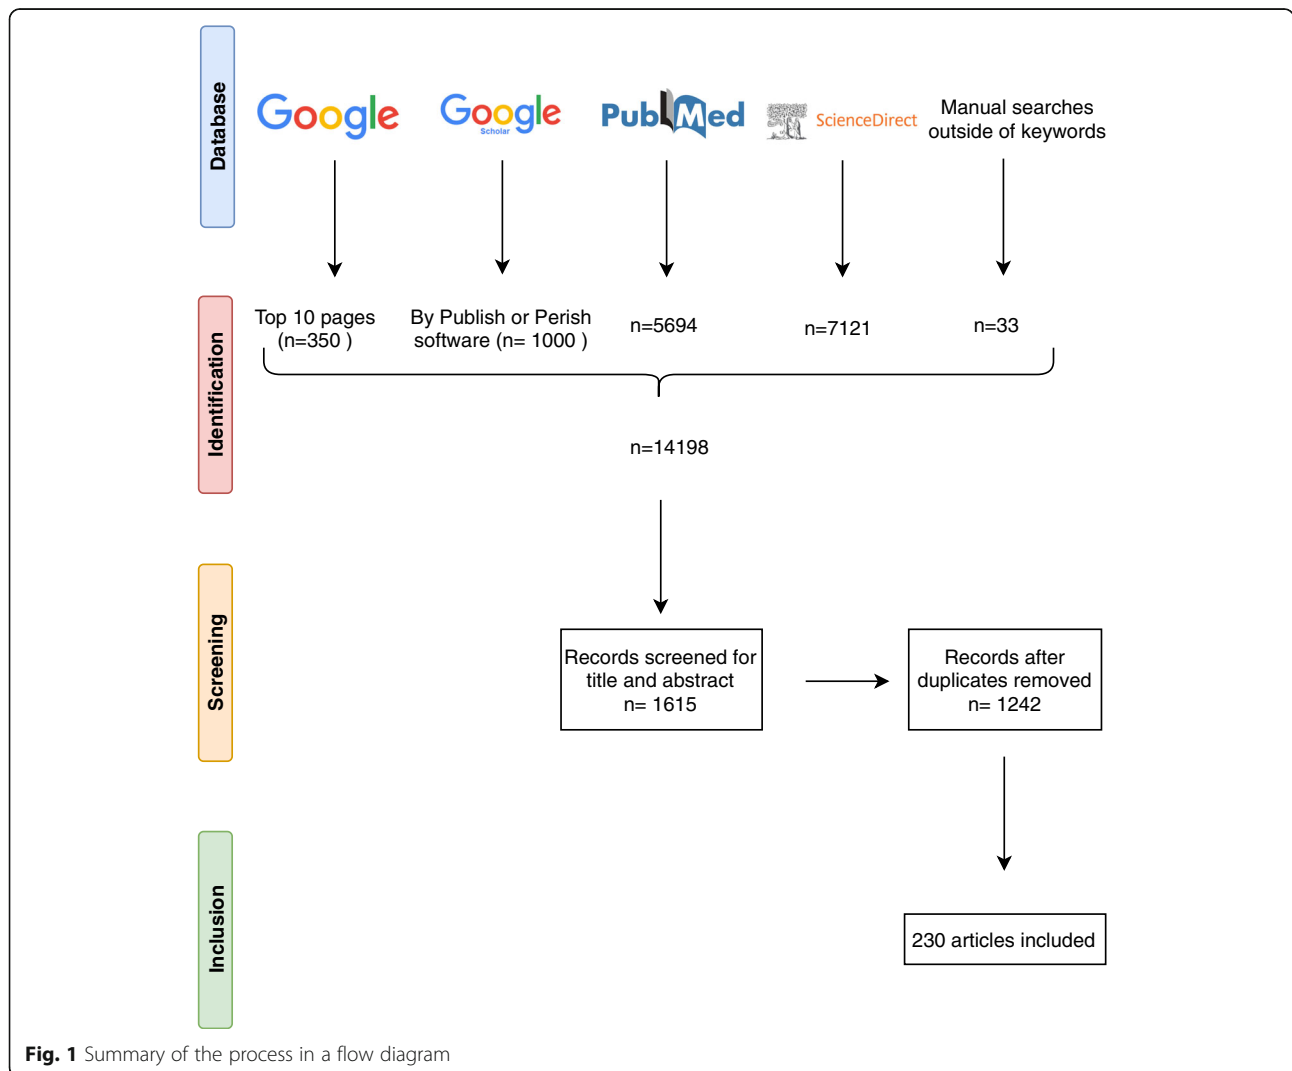 Database
Google
Google
Scholar
PubMed
ScienceDirect
Manual searches
outside of keywords
Identification
Top 10 pages
(n=350 )
By Publish or Perish
software (n= 1000 )
n=5694
n=7121
n=33
n=14198
Screening
Records screened for
title and abstract
n= 1615
Records after
duplicates removed
n= 1242
Inclusion
230 articles included
Fig. 1 Summary of the process in a flow diagram